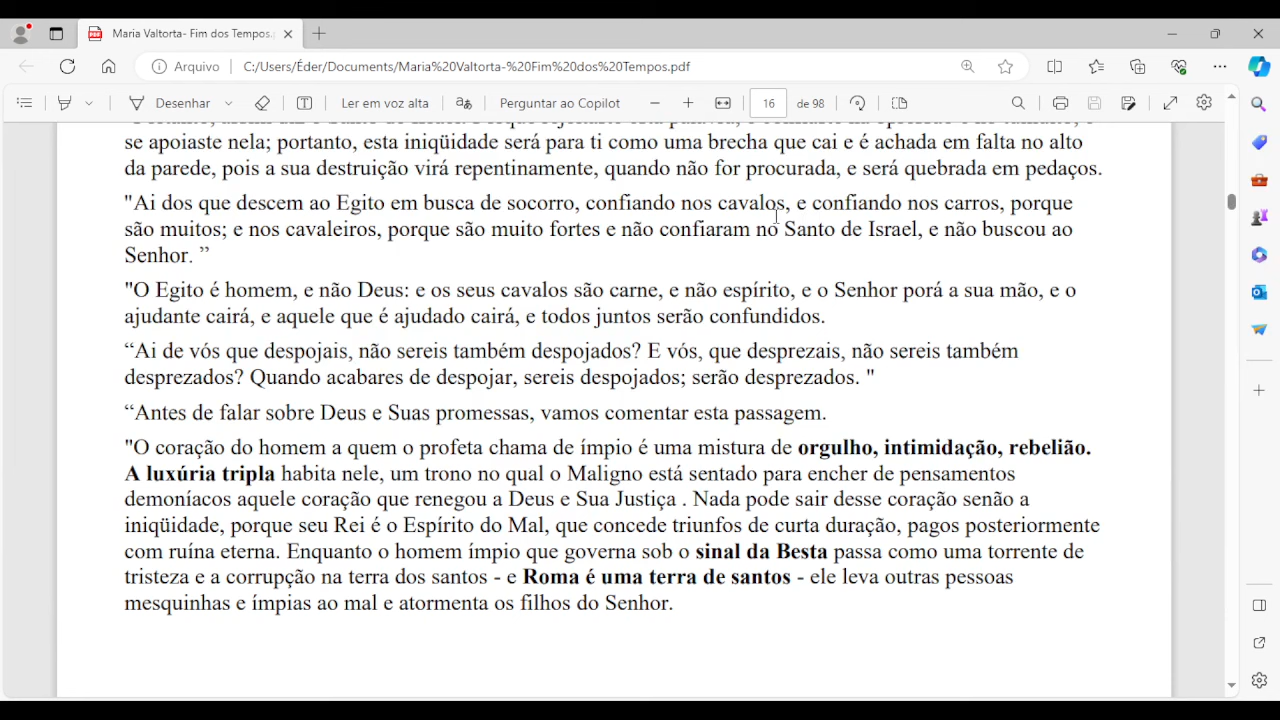 Maria Valtorta- Fim dos Tempos.
Arquivo C:/Users/Éder/Documents/Maria%20Valtorta-%20Fim%20dos%20Tempos.pdf
Desenhar Ler em voz alta aあ Perguntar ao Copilot 16 de 98
se apoiaste nela; portanto, esta iniqüidade será para ti como uma brecha que cai e é achada em falta no alto
da parede, pois a sua destruição virá repentinamente, quando não for procurada, e será quebrada em pedaços.
"Ai dos que descem ao Egito em busca de socorro, confiando nos cavalos, e confiando nos carros, porque
são muitos; e nos cavaleiros, porque são muito fortes e não confiaram no Santo de Israel, e não buscou ao
Senhor. ”
"O Egito é homem, e não Deus: e os seus cavalos são carne, e não espírito, e o Senhor porá a sua mão, e o
ajudante cairá, e aquele que é ajudado cairá, e todos juntos serão confundidos.
“Ai de vós que despojais, não sereis também despojados? E vós, que desprezais, não sereis também
desprezados? Quando acabares de despojar, sereis despojados; serão desprezados. "
“Antes de falar sobre Deus e Suas promessas, vamos comentar esta passagem.
"O coração do homem a quem o profeta chama de ímpio é uma mistura de orgulho, intimidação, rebelião.
A luxúria tripla habita nele, um trono no qual o Maligno está sentado para encher de pensamentos
demoníacos aquele coração que renegou a Deus e Sua Justiça . Nada pode sair desse coração senão a
iniqüidade, porque seu Rei é o Espírito do Mal, que concede triunfos de curta duração, pagos posteriormente
com ruína eterna. Enquanto o homem ímpio que governa sob o sinal da Besta passa como uma torrente de
tristeza e a corrupção na terra dos santos - e Roma é uma terra de santos - ele leva outras pessoas
mesquinhas e ímpias ao mal e atormenta os filhos do Senhor.